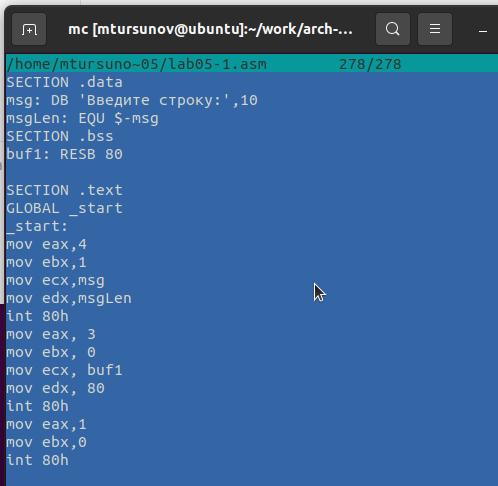 mc [mtursunov@ubuntu]:~/work/arch-...
/home/mtursuno~05/lab05-1.asm 278/278
SECTION .data
msg: DB 'Введите строку:',10
msgLen: EQU $-msg
SECTION .bss
buf1: RESB 80
SECTION .text
GLOBAL _start
_start:
mov eax,4
mov ebx,1
mov ecx,msg
mov edx,msgLen
int 80h
mov eax, 3
mov ebx, 0
mov ecx, buf1
mov edx, 80
int 80h
mov eax,1
mov ebx,0
int 80h